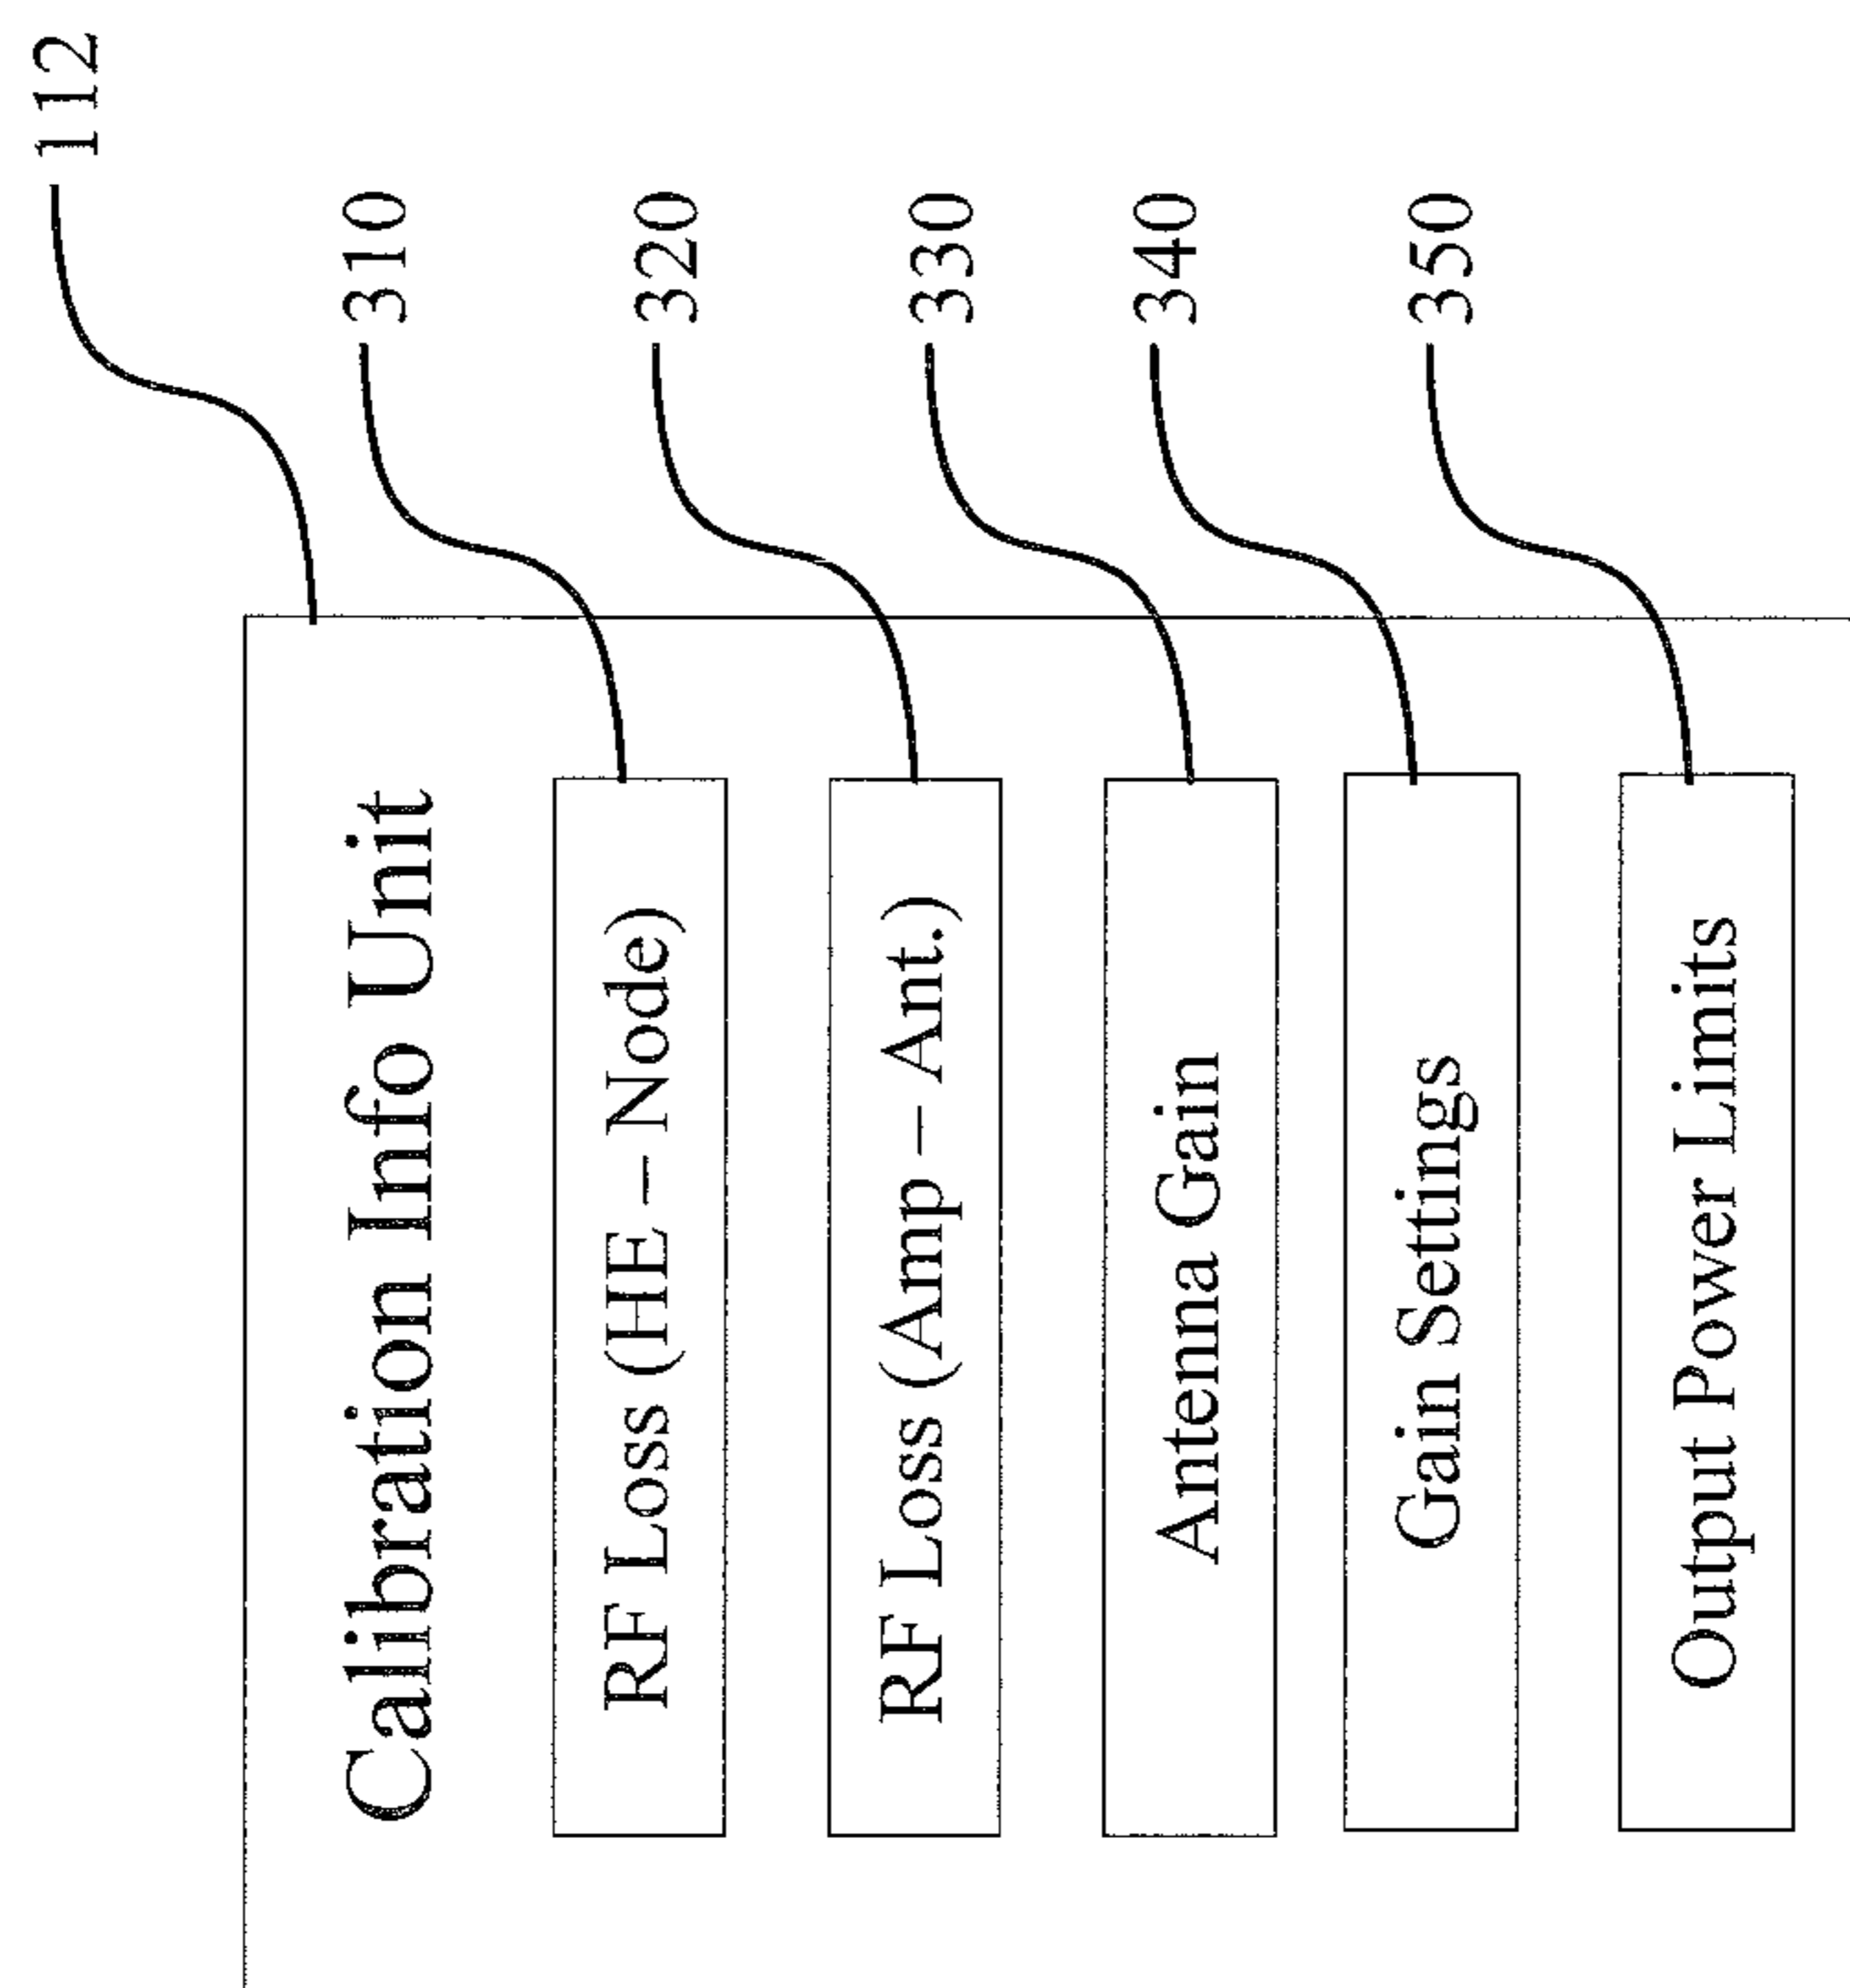 112
Calibration Info Unit
310
RF Loss (HE – Node)
320
RF Loss (Amp – Ant.)
330
Antenna Gain
340
Gain Settings
350
Output Power Limits